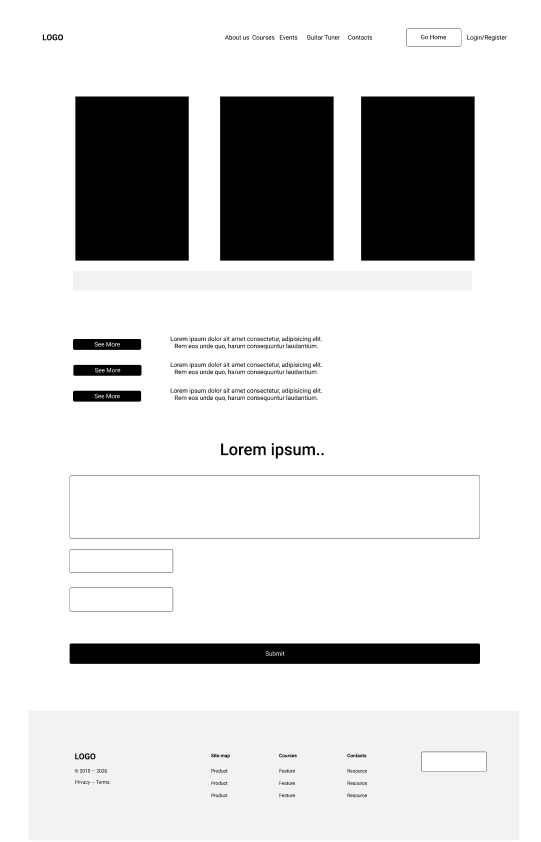 LOGO
About us Courses Events Guitar Tuner Contacts Go Home Login/Register
See More
Lorem ipsum dolor sit amet consectetur, adipisicing elit.
Rem eos unde quo, harum consequuntur laudantium.
See More
Lorem ipsum dolor sit amet consectetur, adipisicing elit.
Rem eos unde quo, harum consequuntur laudantium.
See More
Lorem ipsum dolor sit amet consectetur, adipisicing elit.
Rem eos unde quo, harum consequuntur laudantium.
Lorem ipsum..
Submit
LOGO
© 2019 — 2020
Privacy — Terms
Site map
Product
Product
Product
Courses
Feature
Feature
Feature
Contacts
Resource
Resource
Resource